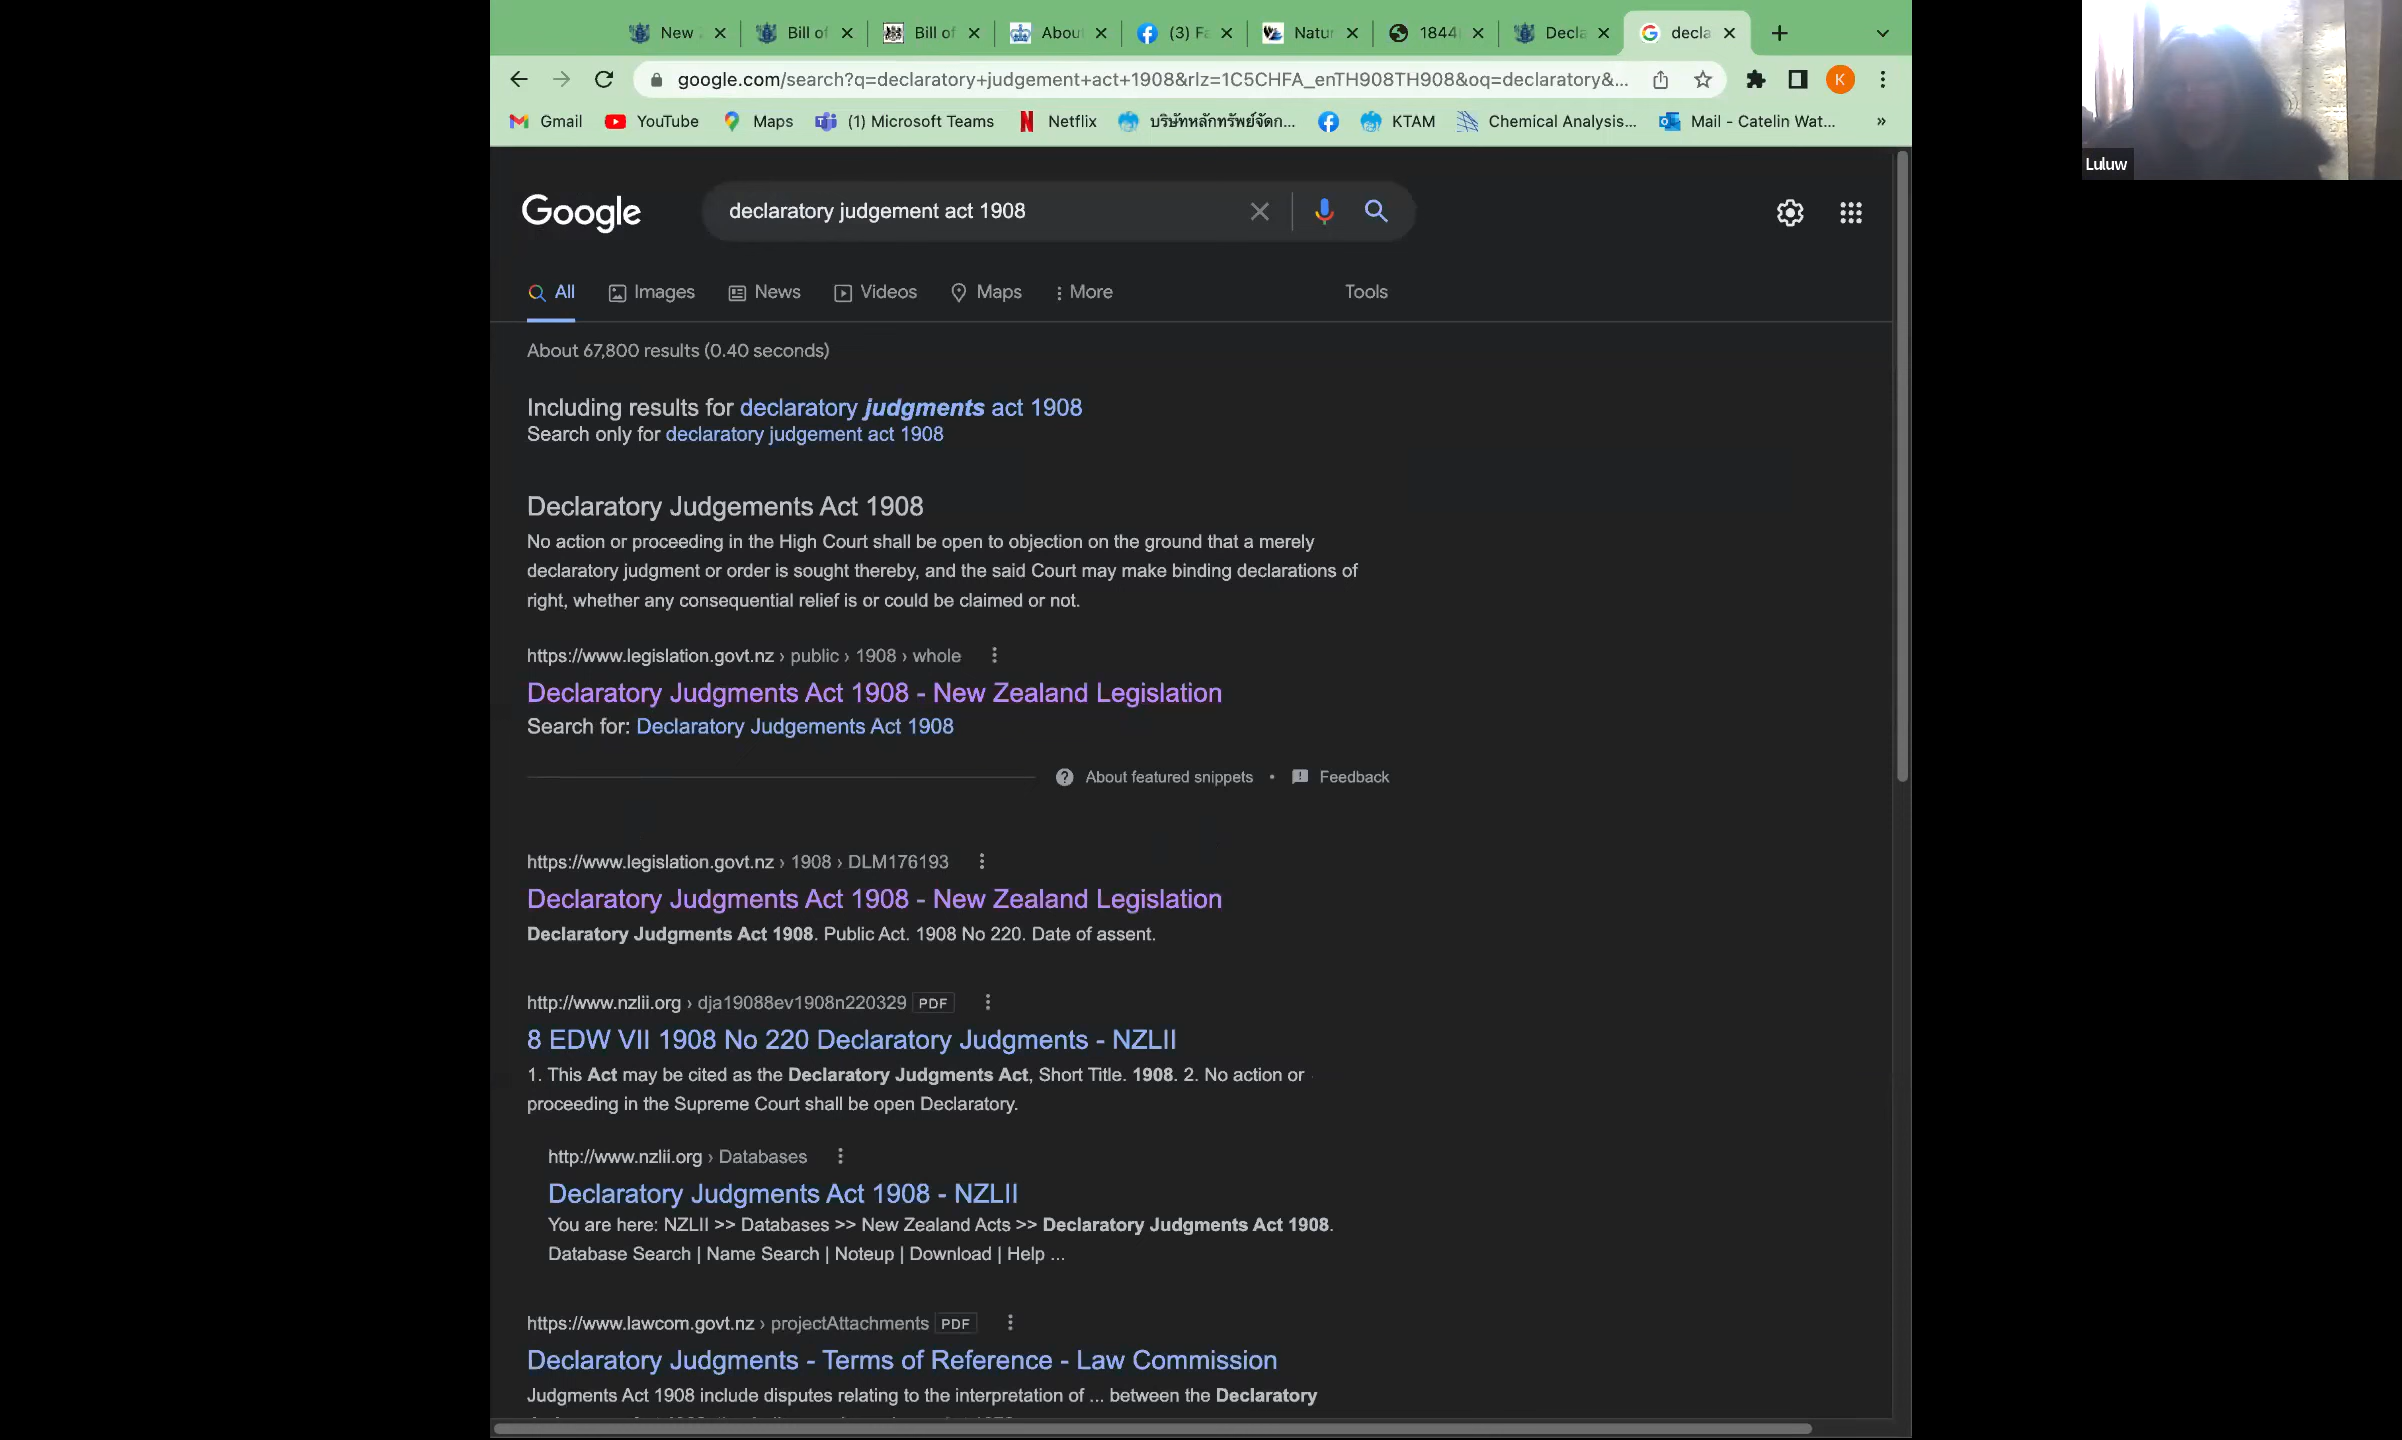 New
Bill of
Bill of
Abou
(3) Fa
Natur
1844
Decla
decla
google.com/search?q=declaratory+judgement+act+1908&rlz=1C5CHFA_enTH908TH908&oq=declaratory&...
K
Gmail
YouTube
Maps
(1) Microsoft Teams
Netflix
บริษัทหลักทรัพย์จัดก...
KTAM
Chemical Analysis...
Mail - Catelin Wat...
»
Luluw
Google
declaratory judgement act 1908
All
Images
News
Videos
Maps
More
Tools
About 67,800 results (0.40 seconds)
Including results for declaratory judgments act 1908
Search only for declaratory judgement act 1908
Declaratory Judgements Act 1908
No action or proceeding in the High Court shall be open to objection on the ground that a merely
declaratory judgment or order is sought thereby, and the said Court may make binding declarations of
right, whether any consequential relief is or could be claimed or not.
https://www.legislation.govt.nz › public › 1908 › whole
Declaratory Judgments Act 1908 - New Zealand Legislation
Search for: Declaratory Judgements Act 1908
About featured snippets • Feedback
https://www.legislation.govt.nz › 1908 › DLM176193
Declaratory Judgments Act 1908 - New Zealand Legislation
Declaratory Judgments Act 1908. Public Act. 1908 No 220. Date of assent.
http://www.nzlii.org › dja19088ev1908n220329 PDF
8 EDW VII 1908 No 220 Declaratory Judgments - NZLII
1. This Act may be cited as the Declaratory Judgments Act, Short Title. 1908. 2. No action or
proceeding in the Supreme Court shall be open Declaratory.
http://www.nzlii.org › Databases
Declaratory Judgments Act 1908 - NZLII
You are here: NZLII >> Databases >> New Zealand Acts >> Declaratory Judgments Act 1908.
Database Search | Name Search | Noteup | Download | Help ...
https://www.lawcom.govt.nz › projectAttachments PDF
Declaratory Judgments - Terms of Reference - Law Commission
Judgments Act 1908 include disputes relating to the interpretation of ... between the Declaratory